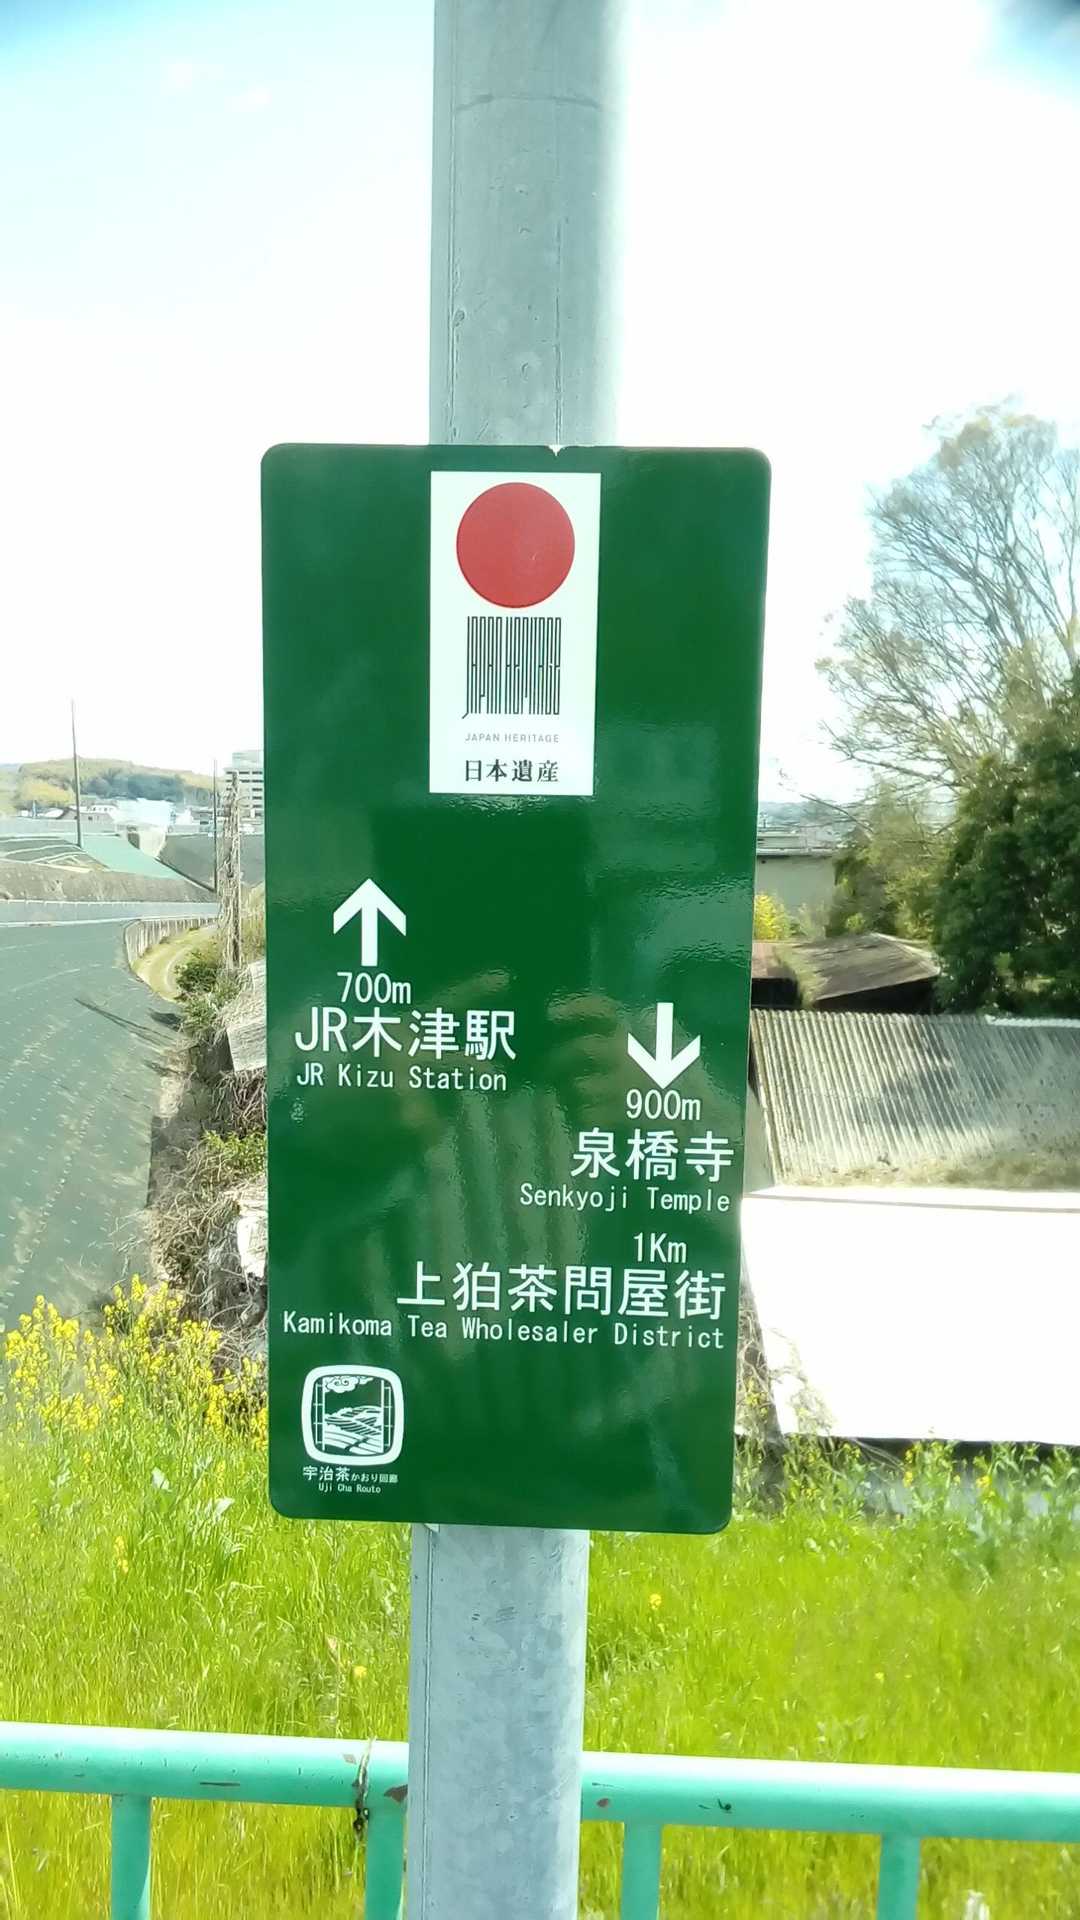 JAPAN HERITAGE
JAPAN HERITAGE
日本遺産
700m
JR木津駅
JR Kizu Station
900m
泉橋寺
Senkyoji Temple
1Km
上狛茶問屋街
Kamikoma Tea Wholesaler District
宇治茶かおり回廊
Uji Cha Routo